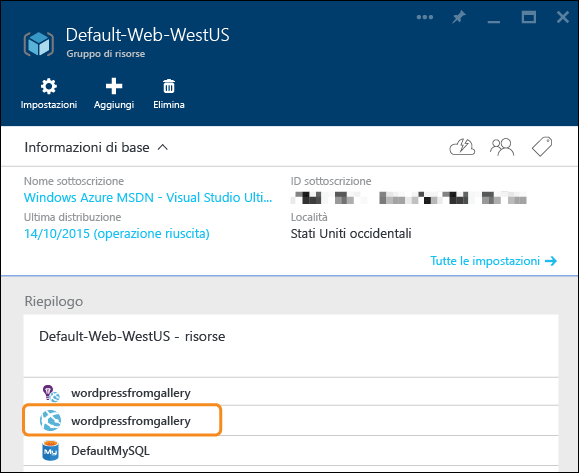 Default-Web-WestUS
Gruppo di risorse
Impostazioni Aggiungi Elimina
Informazioni di base
Nome sottoscrizione ID sottoscrizione
Windows Azure MSDN - Visual Studio Ulti...
Ultima distribuzione Località
14/10/2015 (operazione riuscita) Stati Uniti occidentali
Tutte le impostazioni →
Riepilogo
Default-Web-WestUS - risorse
wordpressfromgallery
wordpressfromgallery
My DefaultMySQL